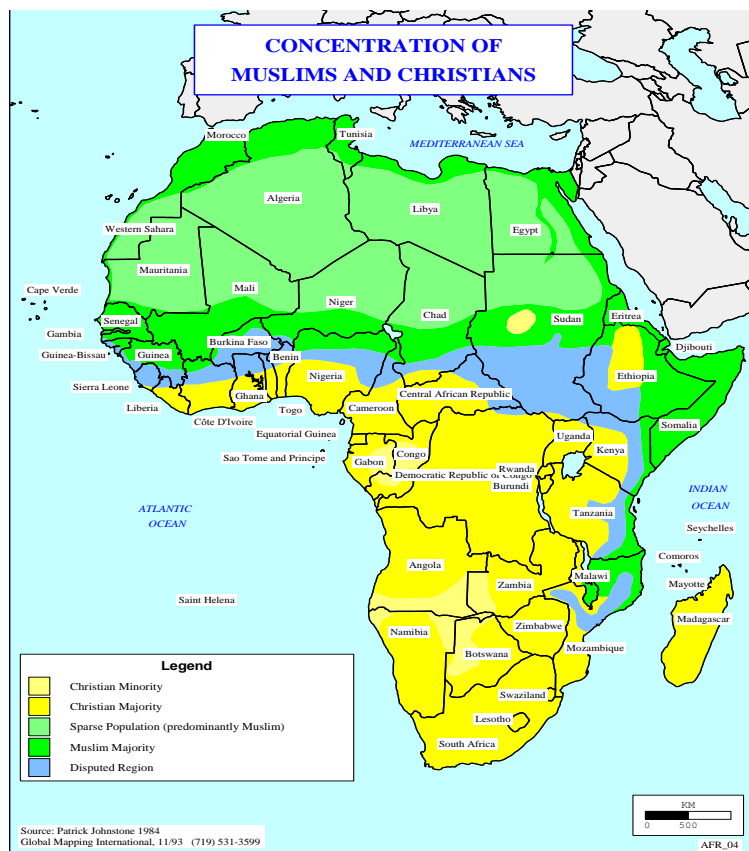 CONCENTRATION OF
MUSLIMS AND CHRISTIANS
Morocco
Tunisia
MEDITERRANEAN SEA
Algeria
Libya
Egypt
Western Sahara
Mauritania
Mali
Niger
Chad
Sudan
Eritrea
Cape Verde
Senegal
Gambia
Guinea-Bissau
Guinea
Burkina Faso
Benin
Nigeria
Djibouti
Ethiopia
Sierra Leone
Liberia
Ghana
Togo
Côte D'Ivoire
Cameroon
Central African Republic
Equatorial Guinea
Sao Tome and Principe
Gabon
Congo
Uganda
Kenya
Somalia
Rwanda
Democratic Republic of Congo
Burundi
Tanzania
ATLANTIC
OCEAN
INDIAN
OCEAN
Seychelles
Comoros
Mayotte
Angola
Zambia
Malawi
Saint Helena
Madagascar
Namibia
Zimbabwe
Botswana
Mozambique
Swaziland
Lesotho
South Africa
Legend
Christian Minority
Christian Majority
Sparse Population (predominantly Muslim)
Muslim Majority
Disputed Region
KM
0 500
Source: Patrick Johnstone 1984
Global Mapping International, 11/93 (719) 531-3599
AFR_04